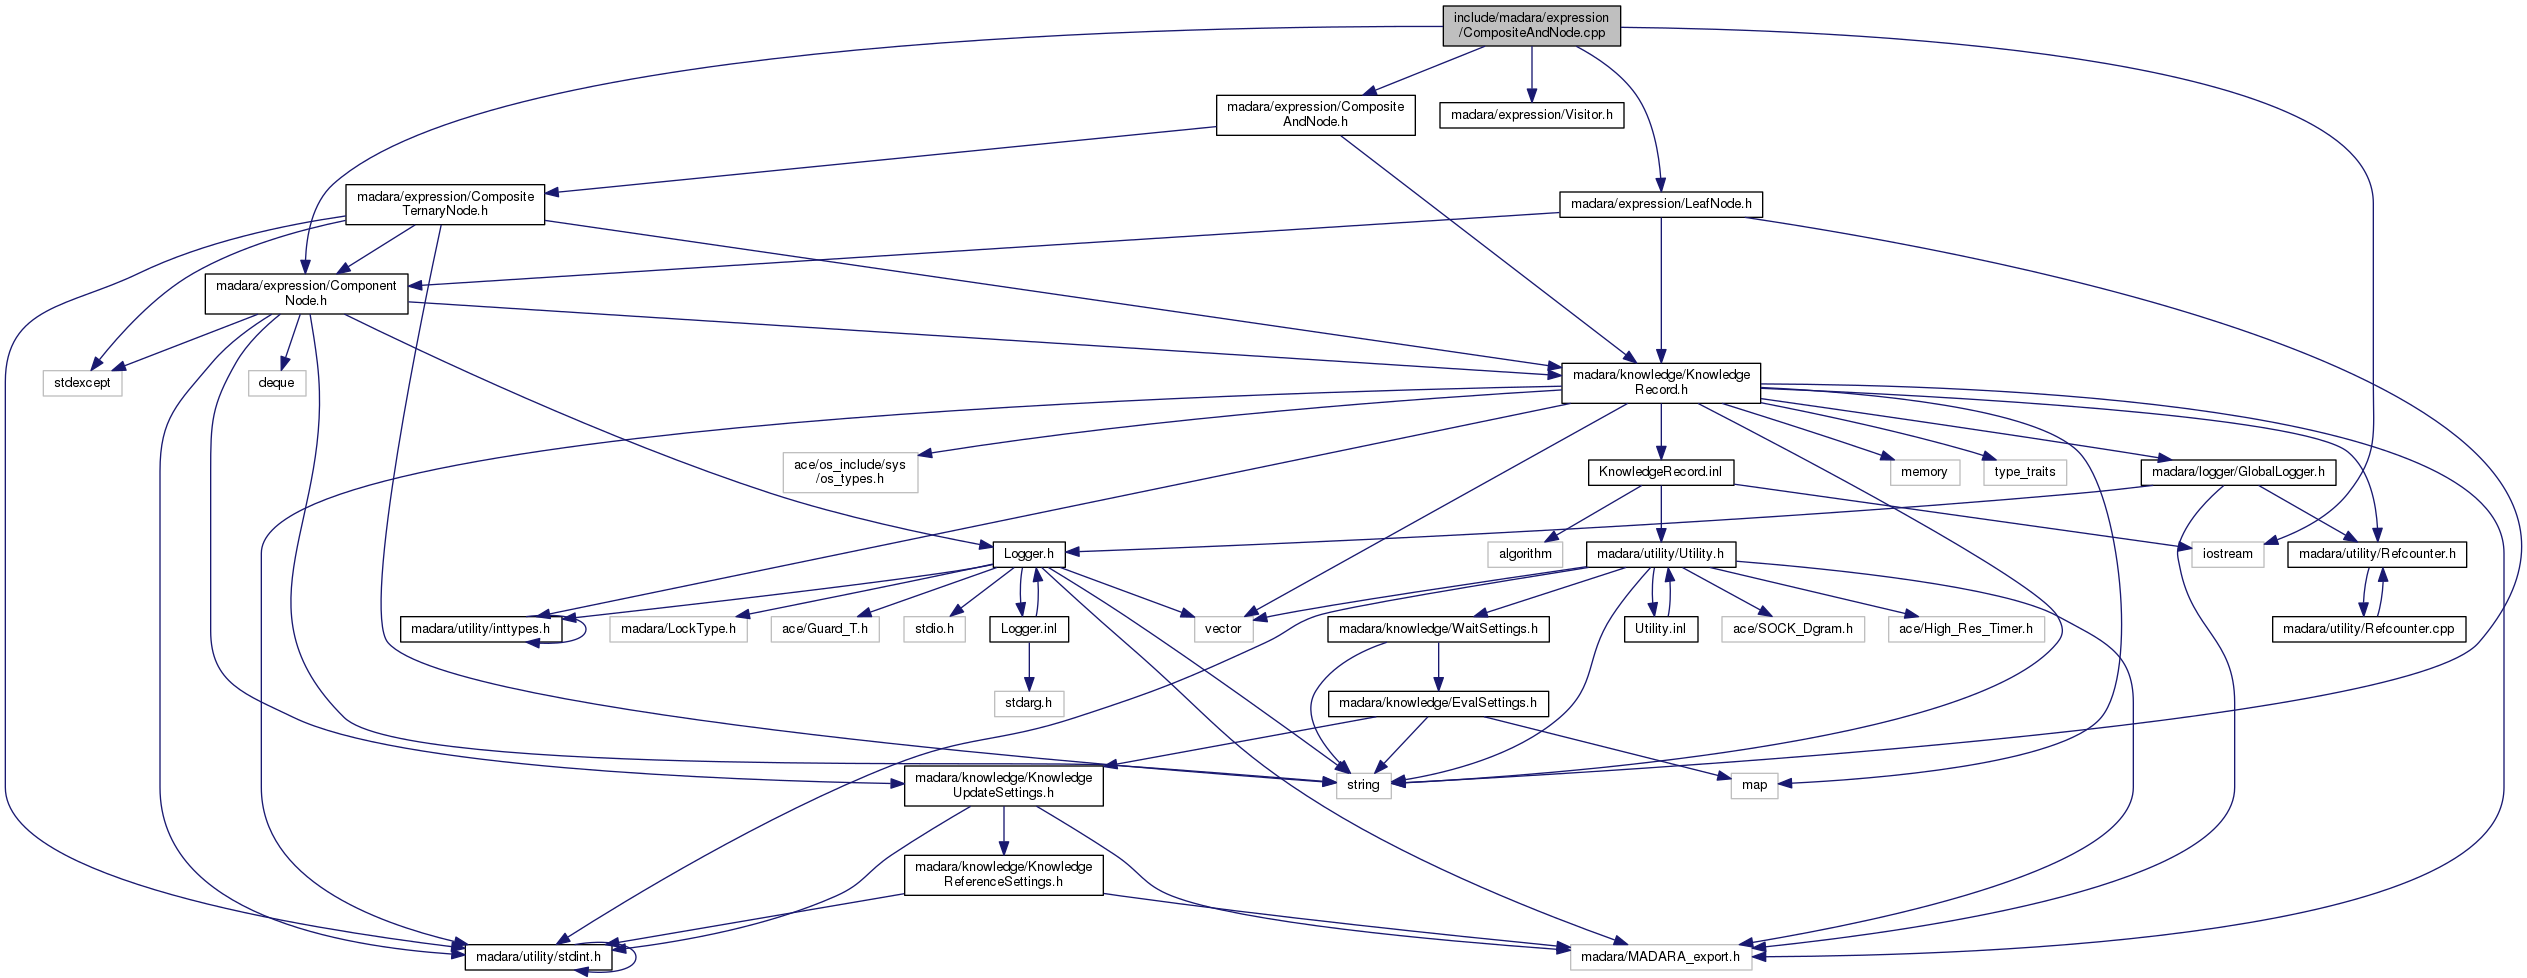 include/madara/expression
/CompositeAndNode.cpp
madara/expression/Composite
AndNode.h
madara/expression/Visitor.h
madara/expression/Composite
TernaryNode.h
madara/expression/LeafNode.h
madara/expression/Component
Node.h
stdexcept
deque
madara/knowledge/Knowledge
Record.h
ace/os_include/sys
/os_types.h
KnowledgeRecord.inl
memory
type_traits
madara/logger/GlobalLogger.h
Logger.h
algorithm
madara/utility/Utility.h
iostream
madara/utility/Refcounter.h
madara/utility/inttypes.h
madara/LockType.h
ace/Guard_T.h
stdio.h
Logger.inl
vector
madara/knowledge/WaitSettings.h
Utility.inl
ace/SOCK_Dgram.h
ace/High_Res_Timer.h
madara/utility/Refcounter.cpp
stdarg.h
madara/knowledge/EvalSettings.h
madara/knowledge/Knowledge
UpdateSettings.h
string
map
madara/knowledge/Knowledge
ReferenceSettings.h
madara/utility/stdint.h
madara/MADARA_export.h